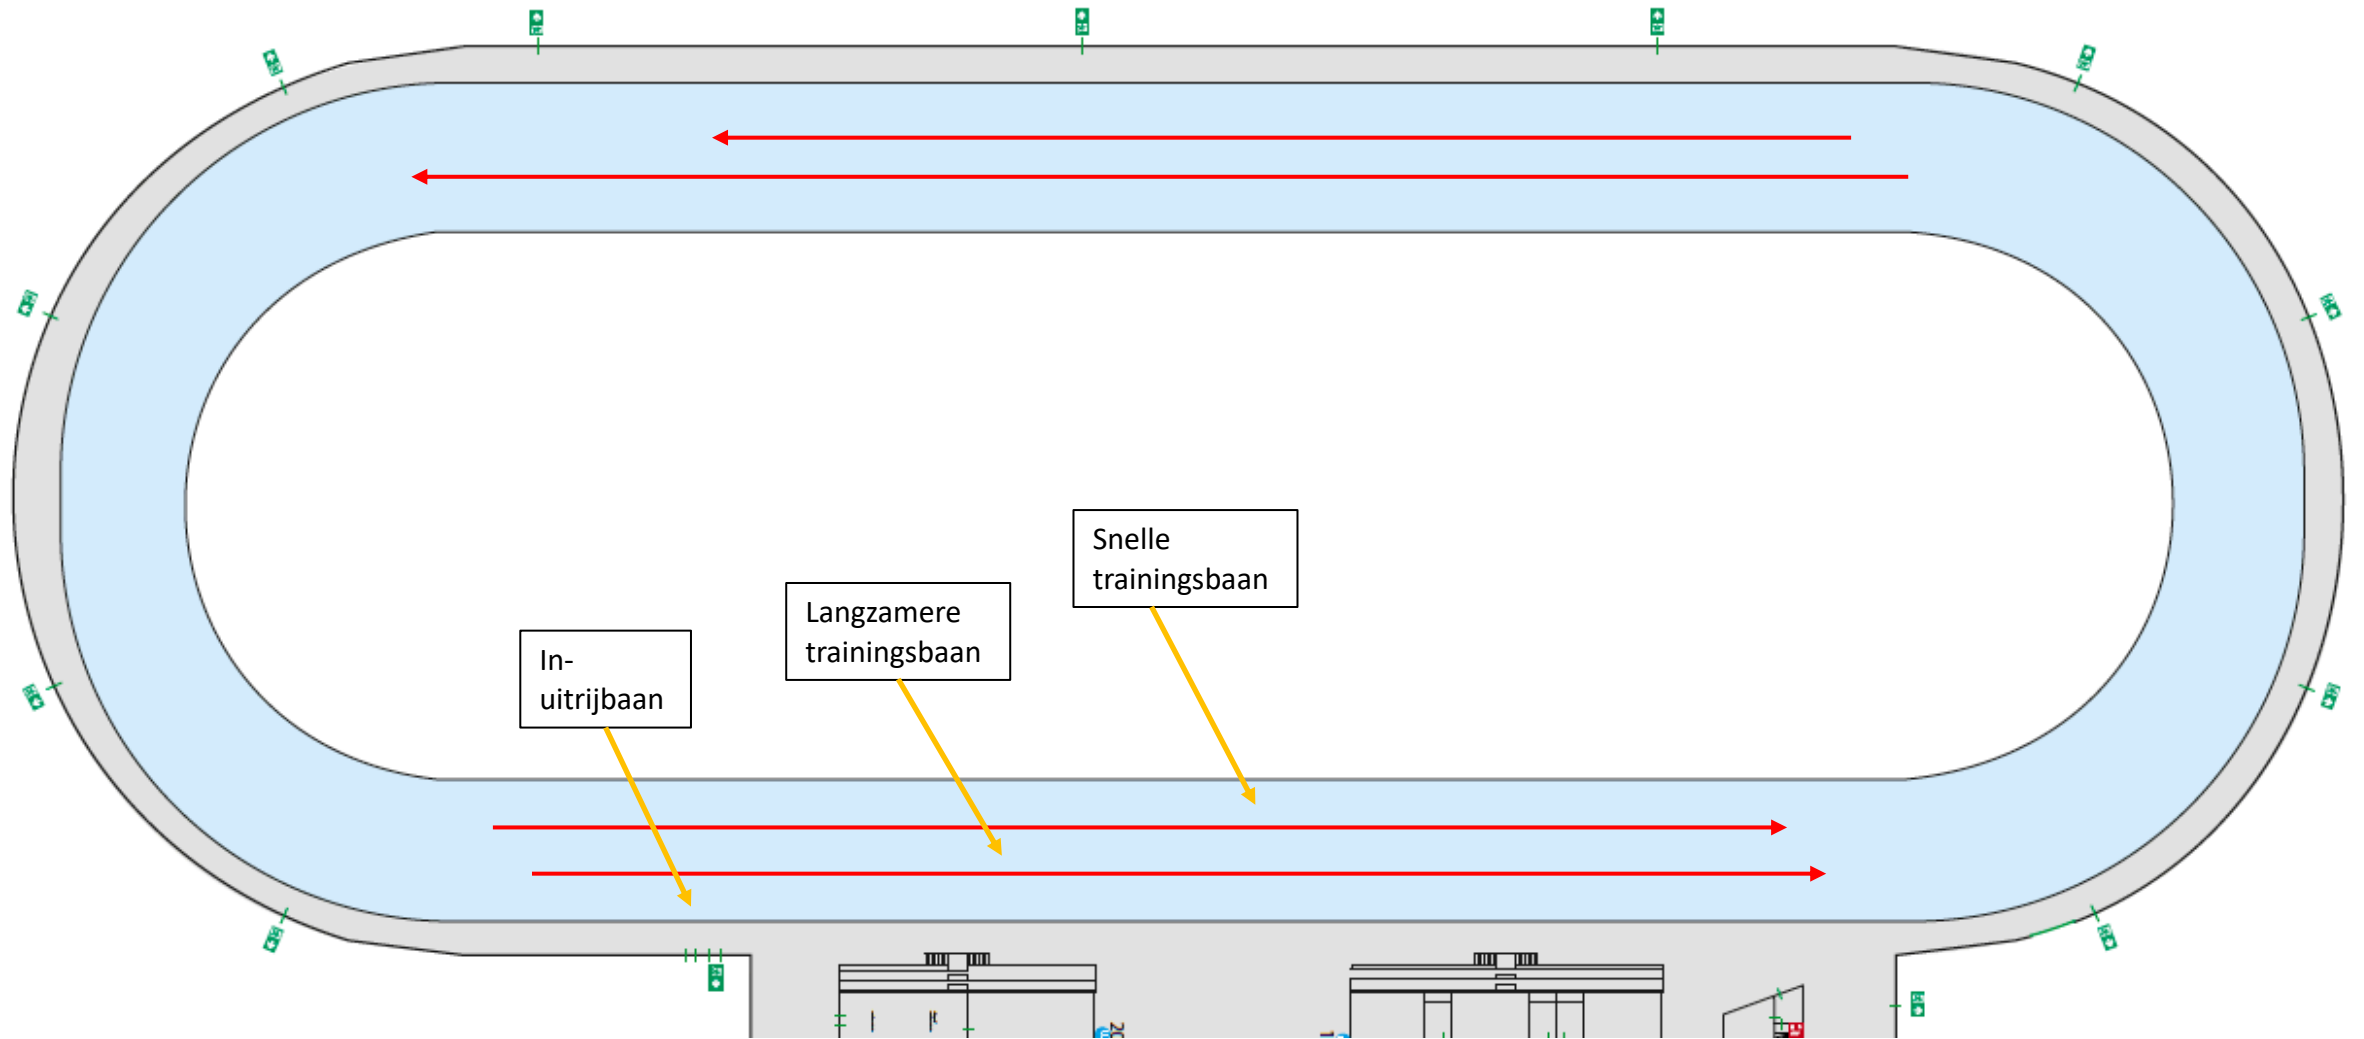 Snelle
trainingsbaan
Langzamere
trainingsbaan
In-
uitrijbaan